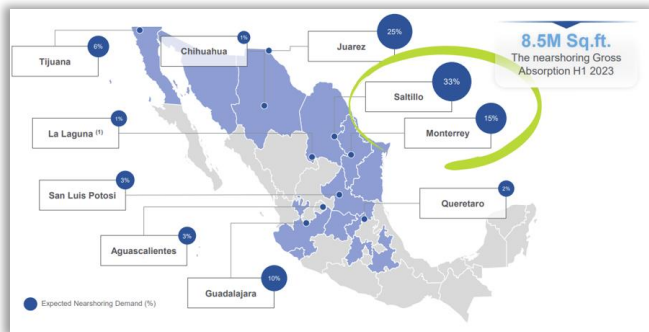 Tijuana
6%
Chihuahua
1%
Juarez
25%
8.5M Sq.ft.
The nearshoring Gross
Absorption H1 2023
Saltillo
33%
Monterrey
15%
La Laguna (1)
1%
San Luis Potosi
3%
Queretaro
2%
Aguascalientes
3%
Guadalajara
10%
Expected Nearshoring Demand (%)